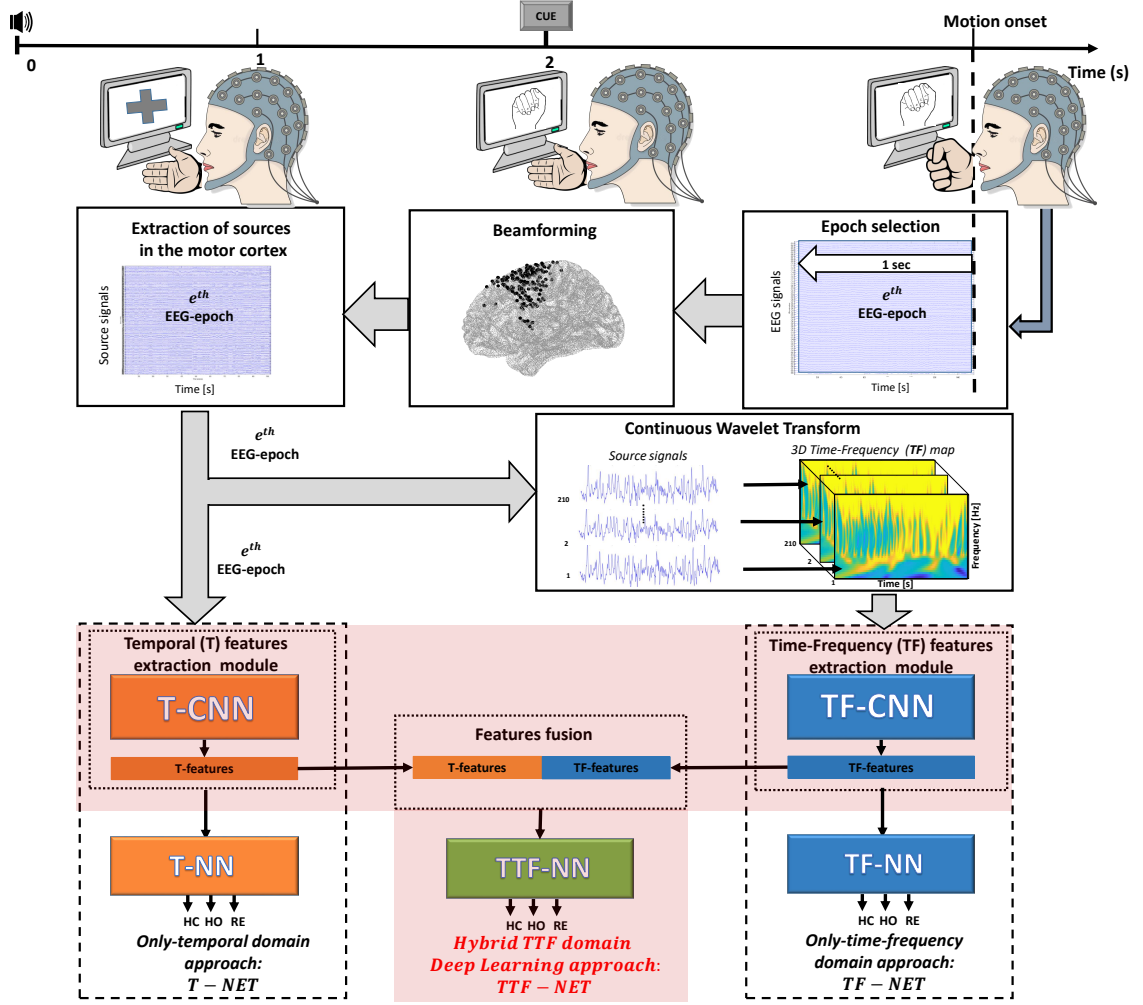 CUE
Motion onset
0
1
2
Time (s)
Extraction of sources
in the motor cortex
Source signals
e^th
EEG-epoch
Time [s]
Beamforming
Epoch selection
1 sec
EEG signals
e^th
EEG-epoch
Time [s]
e^th
EEG-epoch
e^th
EEG-epoch
Continuous Wavelet Transform
Source signals
3D Time-Frequency (TF) map
210
2
1
210
2
1
Time [s]
Frequency [Hz]
Temporal (T) features
extraction module
T-CNN
T-features
T-NN
HC HO RE
Only-temporal domain
approach:
T − NET
Features fusion
T-features TF-features
TTF-NN
HC HO RE
Hybrid TTF domain
Deep Learning approach:
TTF − NET
Time-Frequency (TF) features
extraction module
TF-CNN
TF-features
TF-NN
HC HO RE
Only-time-frequency
domain approach:
TF − NET